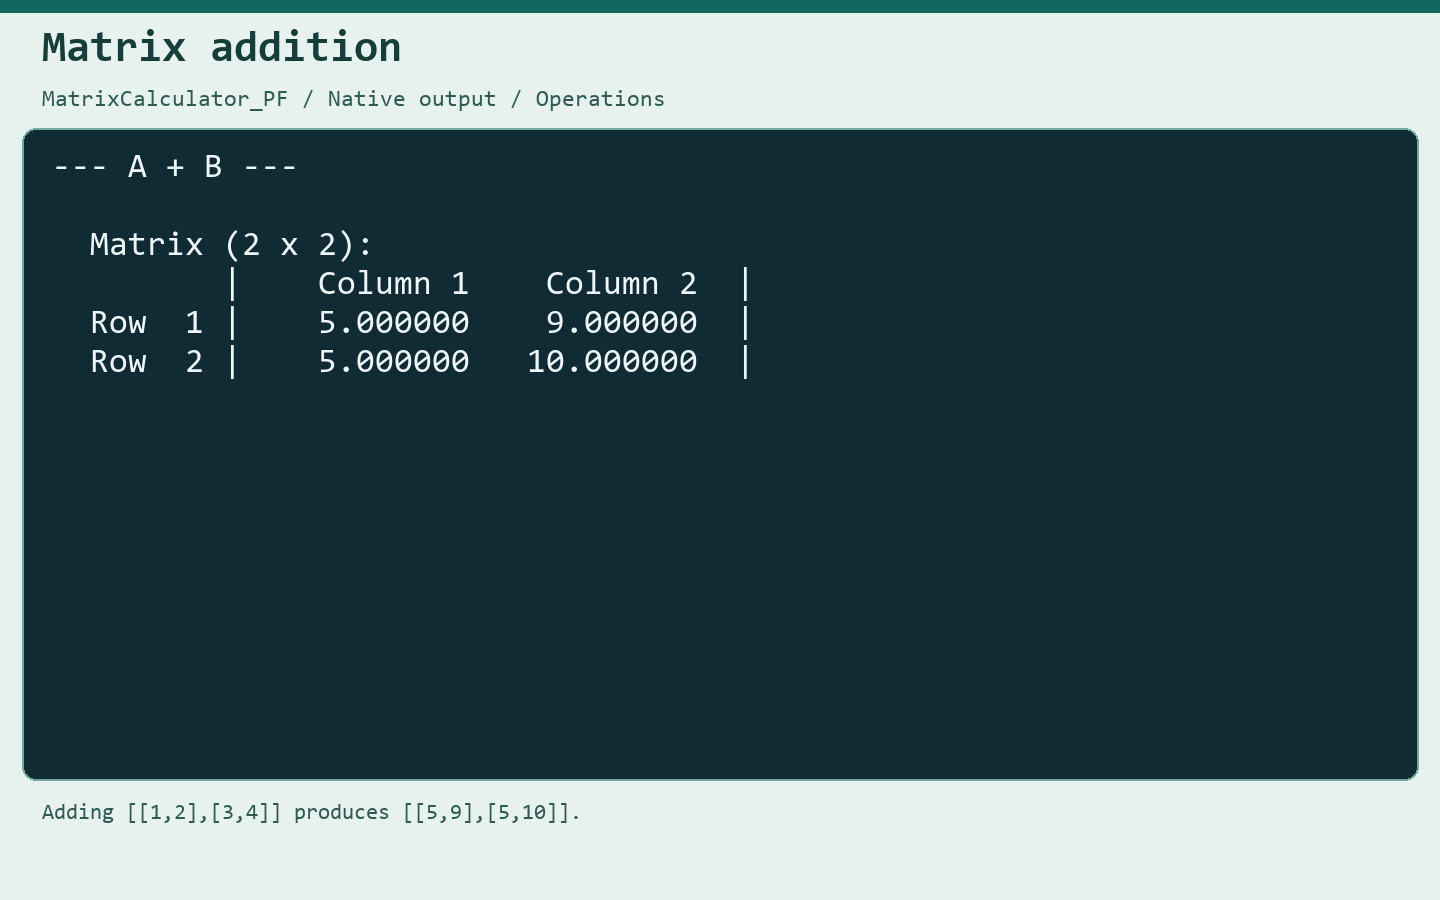 Matrix addition
MatrixCalculator_PF / Native output / Operations
--- A + B ---
Matrix (2 x 2):
|    Column 1    Column 2  |
Row  1 |    5.000000    9.000000  |
Row  2 |    5.000000   10.000000  |
Adding [[1,2],[3,4]] produces [[5,9],[5,10]].